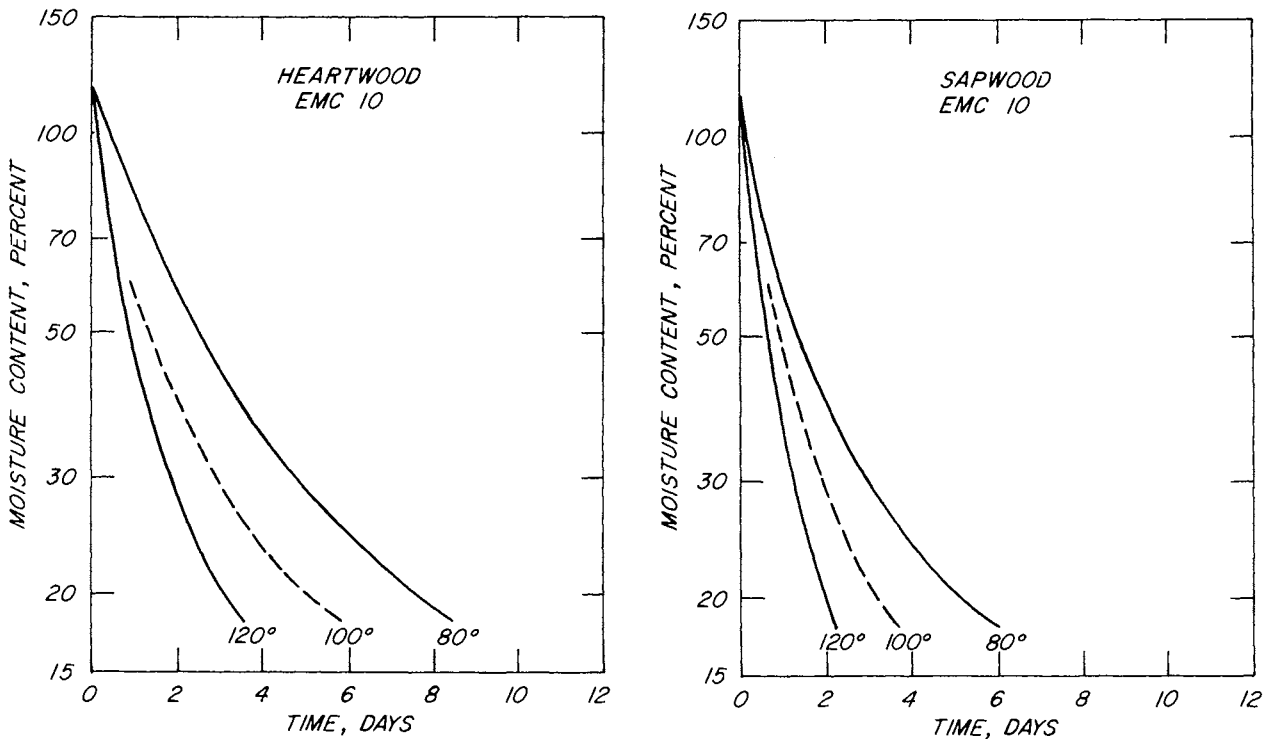 150
100
70
50
30
20
15
MOISTURE CONTENT, PERCENT
HEARTWOOD
EMC 10
120°
100°
80°
0 2 4 6 8 10 12
TIME, DAYS
150
100
70
50
30
20
15
MOISTURE CONTENT, PERCENT
SAPWOOD
EMC 10
120°
100°
80°
0 2 4 6 8 10 12
TIME, DAYS